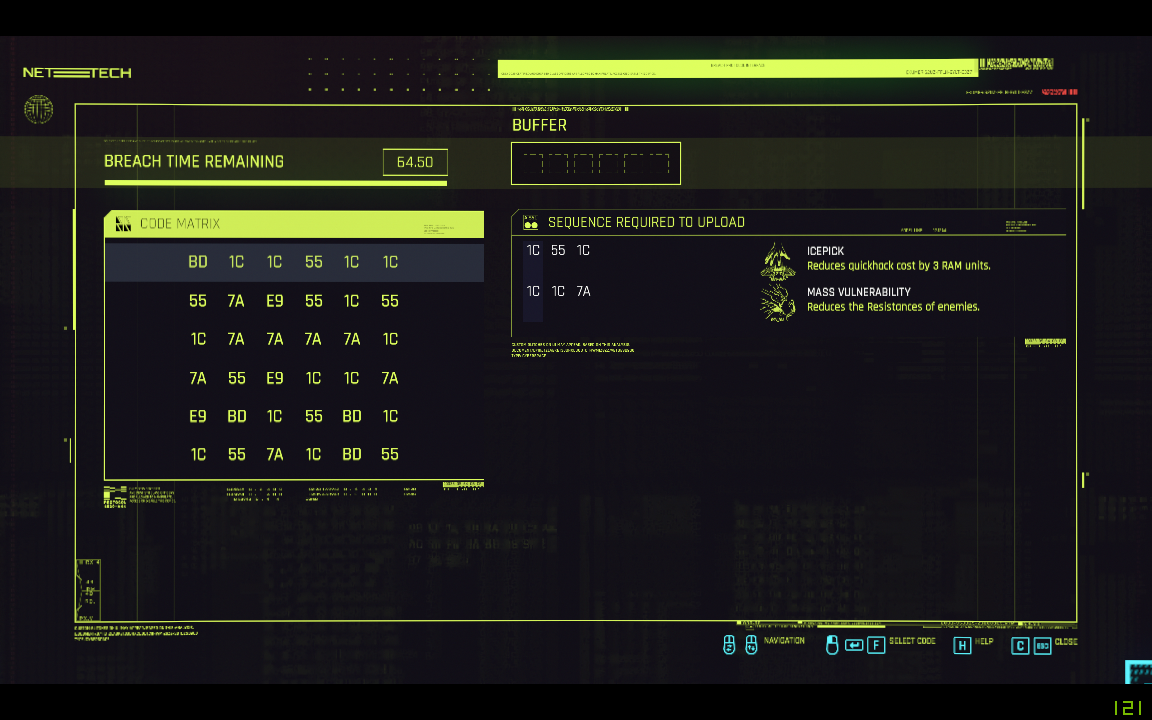 NET TECH
BUFFER
BREACH TIME REMAINING
64.50
CODE MATRIX
BD 1C 1C 55 1C 1C
55 7A E9 55 1C 55
1C 7A 7A 7A 7A 1C
7A 55 E9 1C 1C 7A
E9 BD 1C 55 BD 1C
1C 55 7A 1C BD 55
SEQUENCE REQUIRED TO UPLOAD
1C 55 1C
ICEPICK
Reduces quickhack cost by 3 RAM units.
1C 1C 7A
MASS VULNERABILITY
Reduces the Resistances of enemies.
NAVIGATION
F SELECT CODE
H HELP
C CLOSE
121